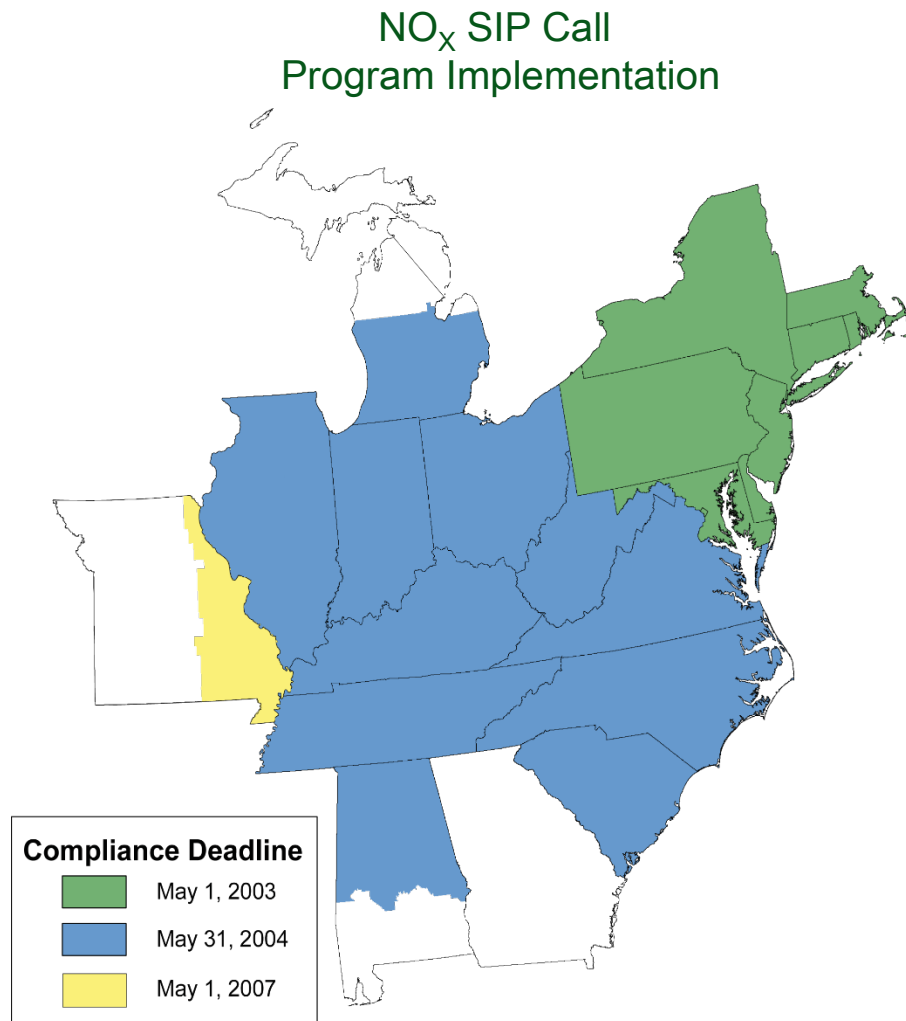 NOX SIP Call
Program Implementation
Compliance Deadline
May 1, 2003
May 31, 2004
May 1, 2007